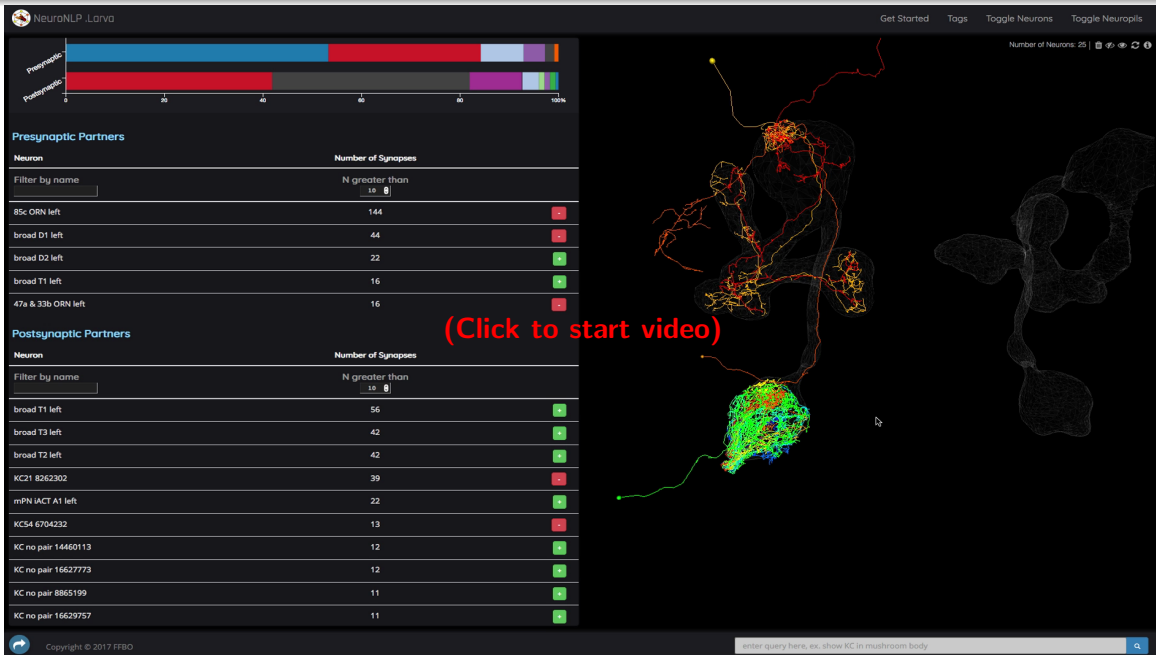 NeuroNLP .Larva
Get Started Tags Toggle Neurons Toggle Neuropils
Number of Neurons: 25 |
Presynaptic
Postsynaptic
0 20 40 60 80 100%
Presynaptic Partners
Neuron Number of Synapses
Filter by name N greater than
10
85c ORN left 144 -
broad D1 left 44 -
broad D2 left 22 +
broad T1 left 16 +
47a & 33b ORN left 16 -
(Click to start video)
Postsynaptic Partners
Neuron Number of Synapses
Filter by name N greater than
10
broad T1 left 56 +
broad T3 left 42 +
broad T2 left 42 +
KC21 8262302 39 -
mPN iACT A1 left 22 +
KC54 6704232 13 -
KC no pair 14460113 12 +
KC no pair 16627773 12 +
KC no pair 8865199 11 +
KC no pair 16629757 11 +
Copyright © 2017 FFBO
enter query here, ex. show KC in mushroom body